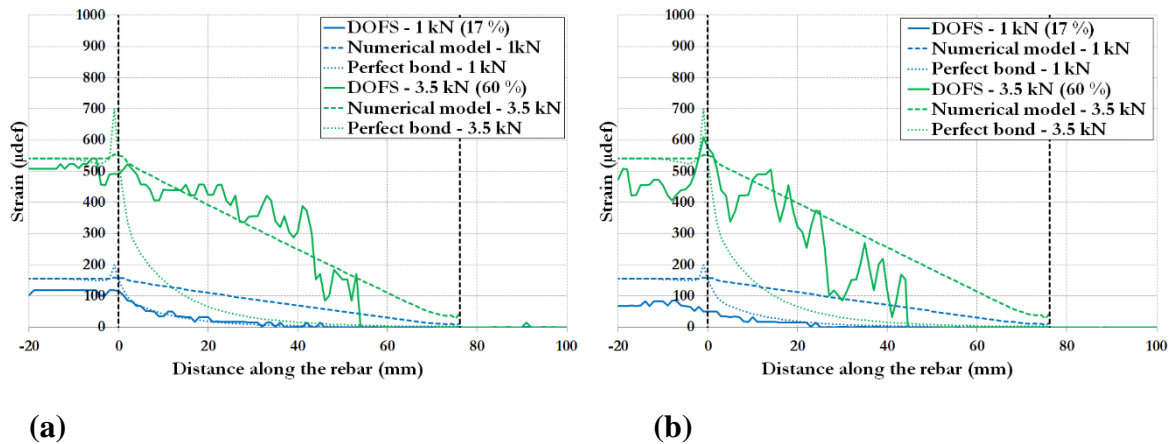 1000
900
800
700
600
500
400
300
200
100
0
Strain (µdef)
DOFS - 1 kN (17 %)
Numerical model - 1kN
Perfect bond - 1 kN
DOFS - 3.5 kN (60 %)
Numerical model - 3.5 kN
Perfect bond - 3.5 kN
-20 0 20 40 60 80 100
Distance along the rebar (mm)
(a)
1000
900
800
700
600
500
400
300
200
100
0
Strain (µdef)
DOFS - 1 kN (17 %)
Numerical model - 1 kN
Perfect bond - 1 kN
DOFS - 3.5 kN (60 %)
Numerical model - 3.5 kN
Perfect bond - 3.5 kN
-20 0 20 40 60 80 100
Distance along the rebar (mm)
(b)